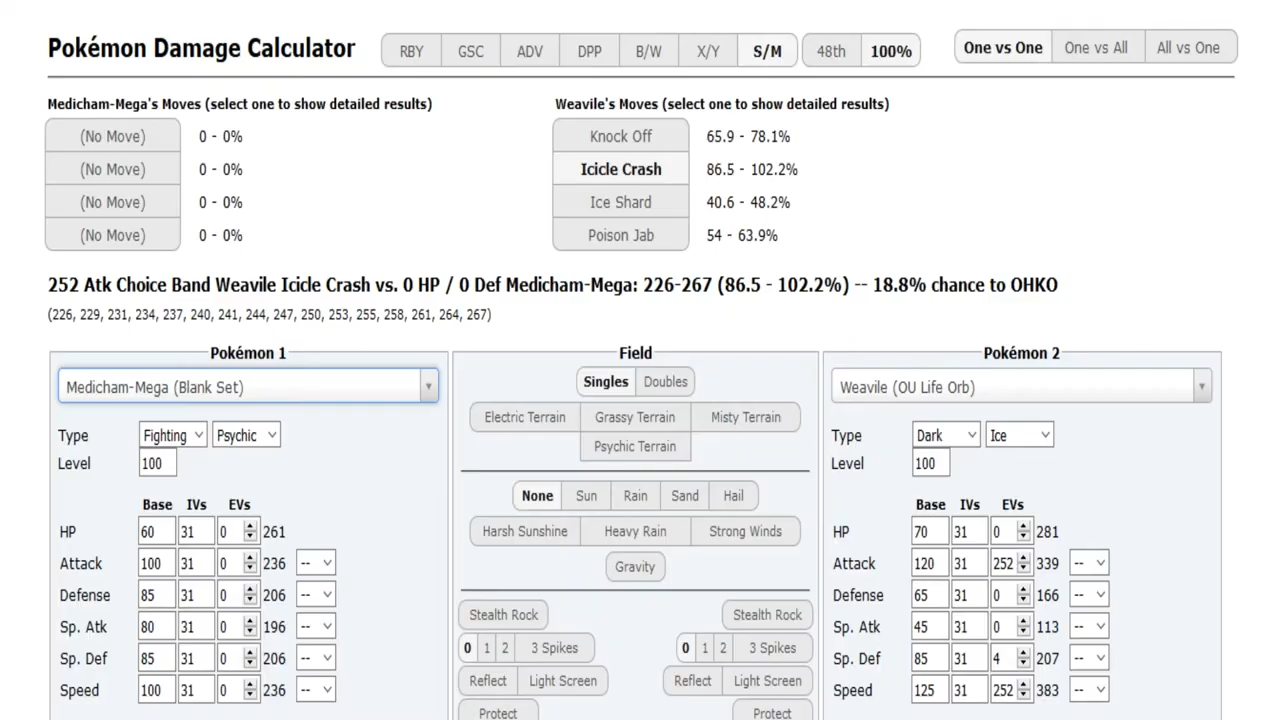 Pokémon Damage Calculator RBY GSC ADV DPP B/W X/Y S/M 48th 100% One vs One One vs All All vs One
Medicham-Mega's Moves (select one to show detailed results) Weavile's Moves (select one to show detailed results)
(No Move) 0 - 0% Knock Off 65.9 - 78.1%
(No Move) 0 - 0% Icicle Crash 86.5 - 102.2%
(No Move) 0 - 0% Ice Shard 40.6 - 48.2%
(No Move) 0 - 0% Poison Jab 54 - 63.9%
252 Atk Choice Band Weavile Icicle Crash vs. 0 HP / 0 Def Medicham-Mega: 226-267 (86.5 - 102.2%) -- 18.8% chance to OHKO
(226, 229, 231, 234, 237, 240, 241, 244, 247, 250, 253, 255, 258, 261, 264, 267)
Pokémon 1
Medicham-Mega (Blank Set)
Type Fighting Psychic
Level 100
Base IVs EVs
HP 60 31 0 261
Attack 100 31 0 236 --
Defense 85 31 0 206 --
Sp. Atk 80 31 0 196 --
Sp. Def 85 31 0 206 --
Speed 100 31 0 236 --
Field
Singles Doubles
Electric Terrain Grassy Terrain Misty Terrain
Psychic Terrain
None Sun Rain Sand Hail
Harsh Sunshine Heavy Rain Strong Winds
Gravity
Stealth Rock Stealth Rock
0 1 2 3 Spikes 0 1 2 3 Spikes
Reflect Light Screen Reflect Light Screen
Protect Protect
Pokémon 2
Weavile (OU Life Orb)
Type Dark Ice
Level 100
Base IVs EVs
HP 70 31 0 281
Attack 120 31 252 339 --
Defense 65 31 0 166 --
Sp. Atk 45 31 0 113 --
Sp. Def 85 31 4 207 --
Speed 125 31 252 383 --